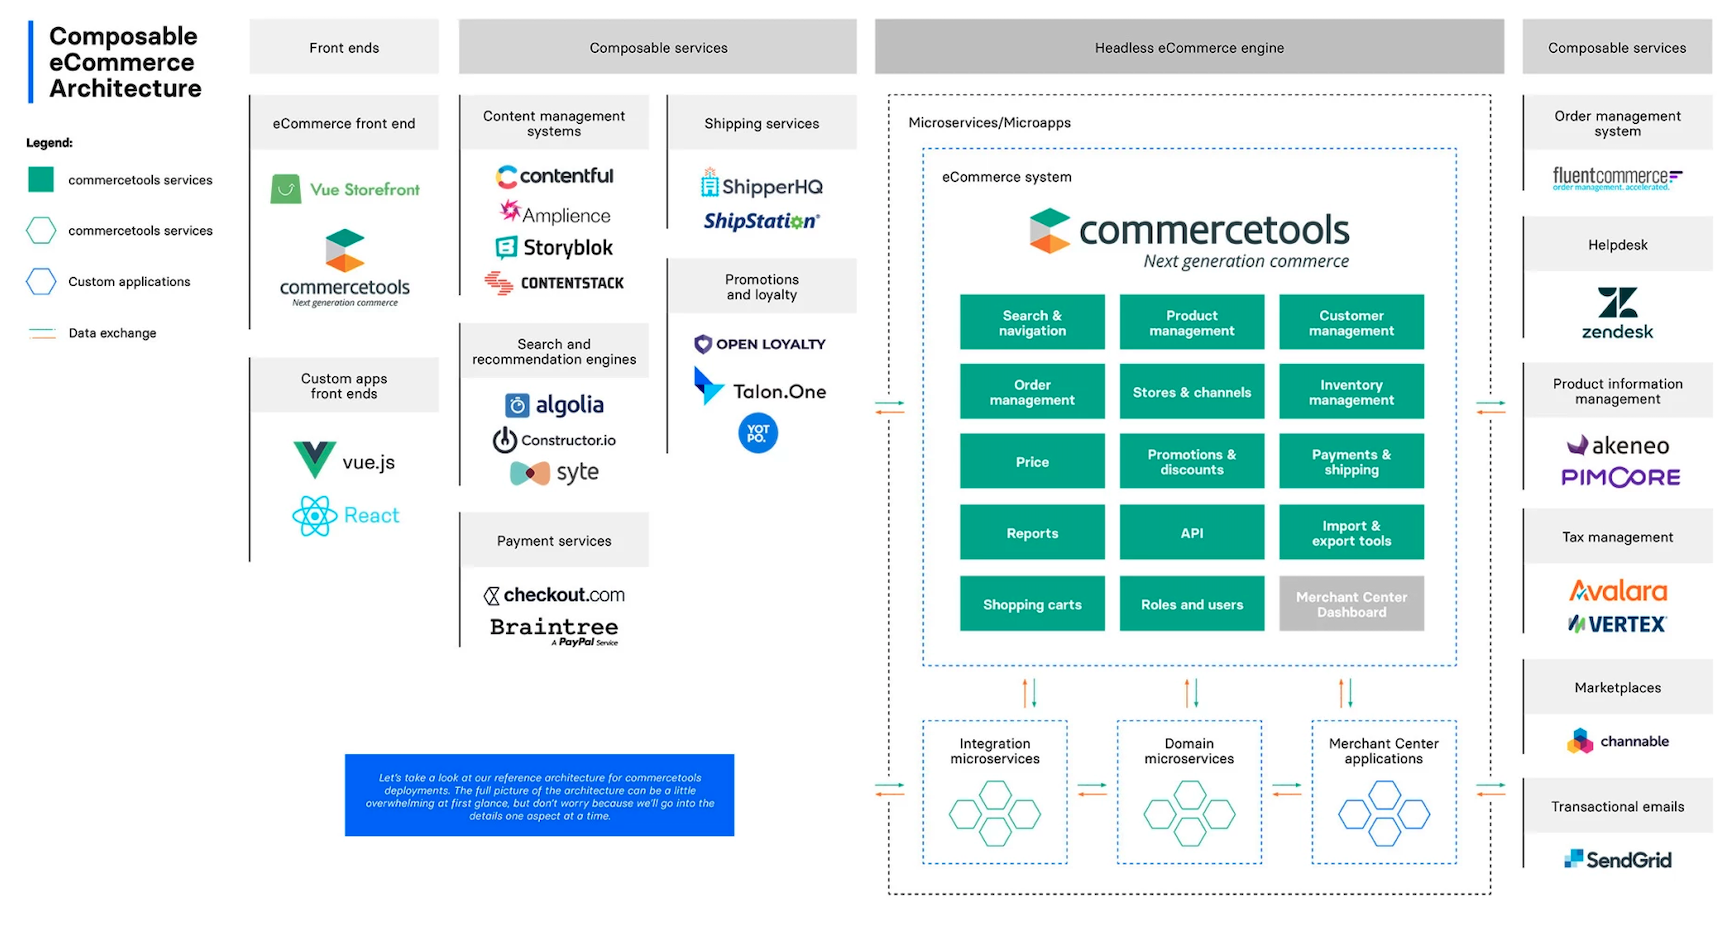 Composable
eCommerce
Architecture
Legend:
commercetools services
commercetools services
Custom applications
Data exchange
Front ends
eCommerce front end
Vue Storefront
commercetools
Next generation commerce
Custom apps
front ends
vue.js
React
Composable services
Content management
systems
contentful
Amplience
Storyblok
CONTENTSTACK
Search and
recommendation engines
algolia
Constructor.io
syte
Payment services
checkout.com
Braintree
A PayPal Service
Shipping services
ShipperHQ
ShipStation®
Promotions
and loyalty
OPEN LOYALTY
Talon.One
YOT
PO.
Let's take a look at our reference architecture for commercetools
deployments. The full picture of the architecture can be a little
overwhelming at first glance, but don't worry because we'll go into the
details one aspect at a time.
Headless eCommerce engine
Microservices/Microapps
eCommerce system
commercetools
Next generation commerce
Search &
navigation
Product
management
Customer
management
Order
management
Stores & channels
Inventory
management
Price
Promotions &
discounts
Payments &
shipping
Reports
API
Import &
export tools
Shopping carts
Roles and users
Merchant Center
Dashboard
Integration
microservices
Domain
microservices
Merchant Center
applications
Composable services
Order management
system
fluentcommerce
order management. accelerated.
Helpdesk
zendesk
Product information
management
akeneo
PIMCORE
Tax management
Avalara
VERTEX
Marketplaces
channable
Transactional emails
SendGrid